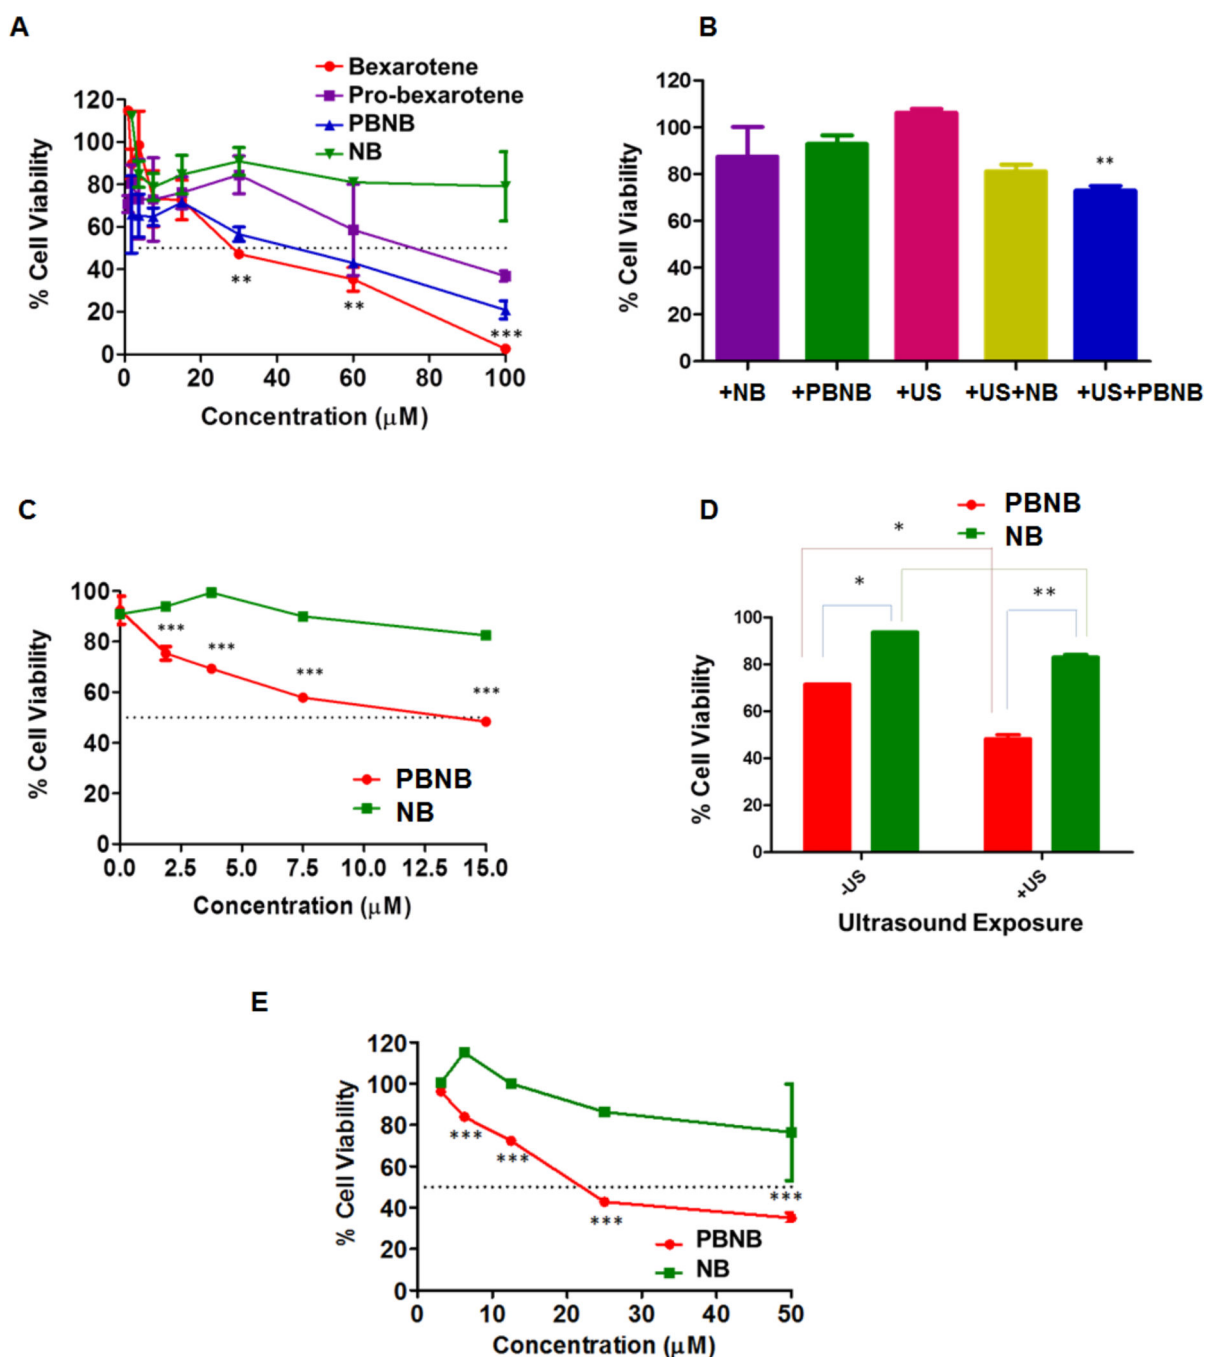 A
Bexarotene
Pro-bexarotene
PBNB
NB
120
100
80
60
40
20
0
% Cell Viability
**
**
***
0 20 40 60 80 100
Concentration (μM)
B
120
100
80
60
40
20
0
% Cell Viability
**
+NB +PBNB +US +US+NB +US+PBNB
C
100
80
60
40
20
0
% Cell Viability
***
***
***
***
PBNB
NB
0.0 2.5 5.0 7.5 10.0 12.5 15.0
Concentration (μM)
D
PBNB
NB
*
*
**
100
80
60
40
20
0
% Cell Viability
-US +US
Ultrasound Exposure
E
120
100
80
60
40
20
0
% Cell Viability
***
***
***
***
PBNB
NB
0 10 20 30 40 50
Concentration (μM)